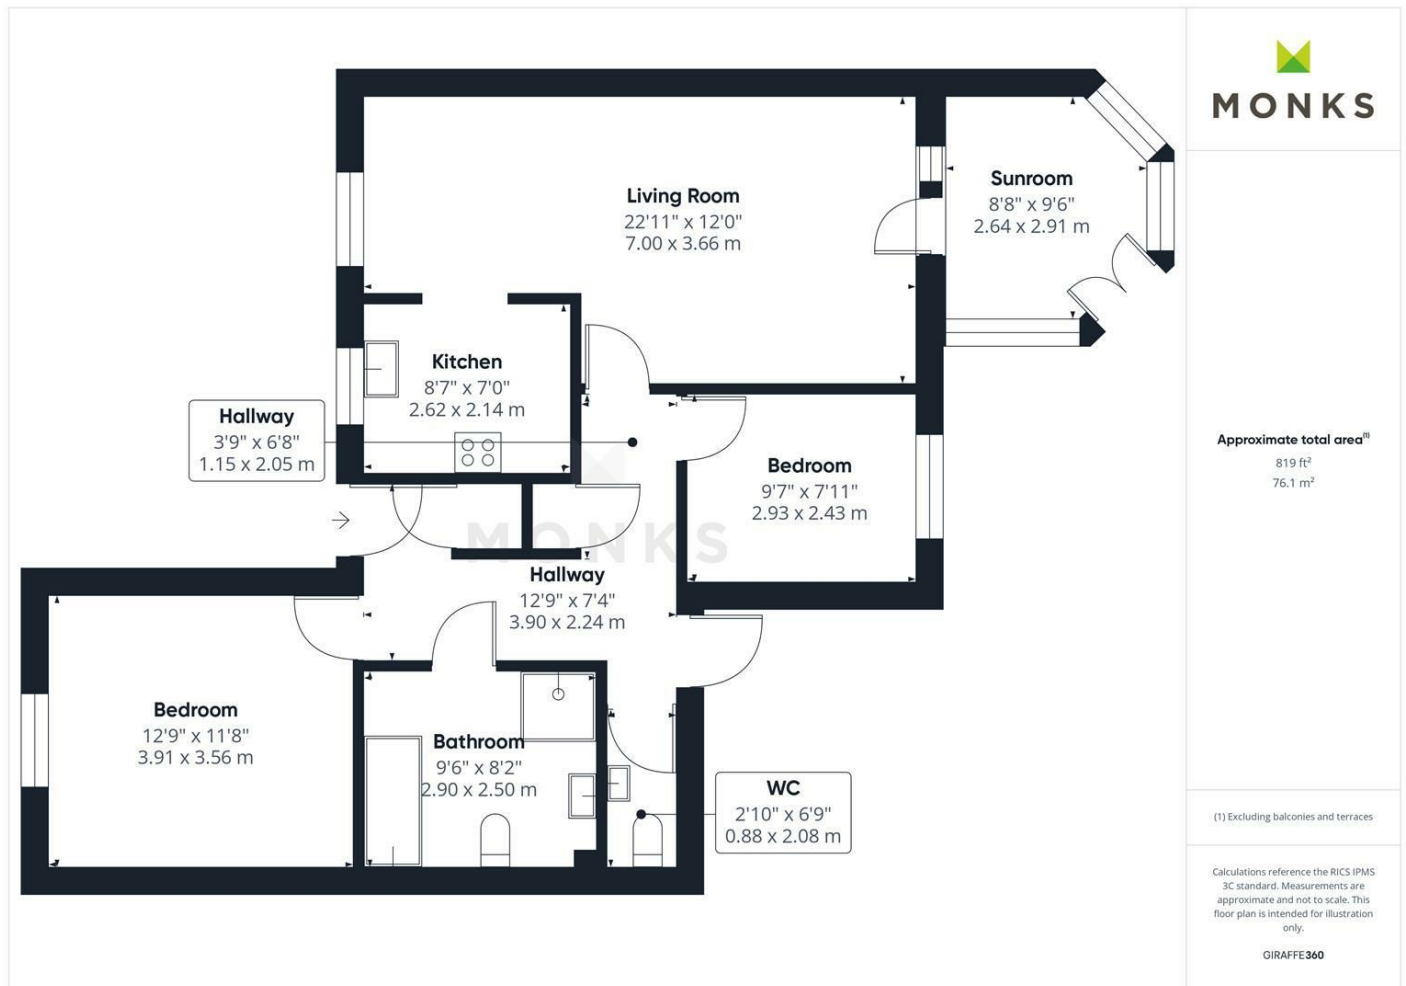 MONKS
Living Room
22'11" x 12'0"
7.00 x 3.66 m
Sunroom
8'8" x 9'6"
2.64 x 2.91 m
Kitchen
8'7" x 7'0"
2.62 x 2.14 m
Hallway
3'9" x 6'8"
1.15 x 2.05 m
Bedroom
9'7" x 7'11"
2.93 x 2.43 m
MONKS
Hallway
12'9" x 7'4"
3.90 x 2.24 m
Bedroom
12'9" x 11'8"
3.91 x 3.56 m
Bathroom
9'6" x 8'2"
2.90 x 2.50 m
WC
2'10" x 6'9"
0.88 x 2.08 m
Approximate total area(1)
819 ft²
76.1 m²
(1) Excluding balconies and terraces
Calculations reference the RICS IPMS
3C standard. Measurements are
approximate and not to scale. This
floor plan is intended for illustration
only.
GIRAFFE360